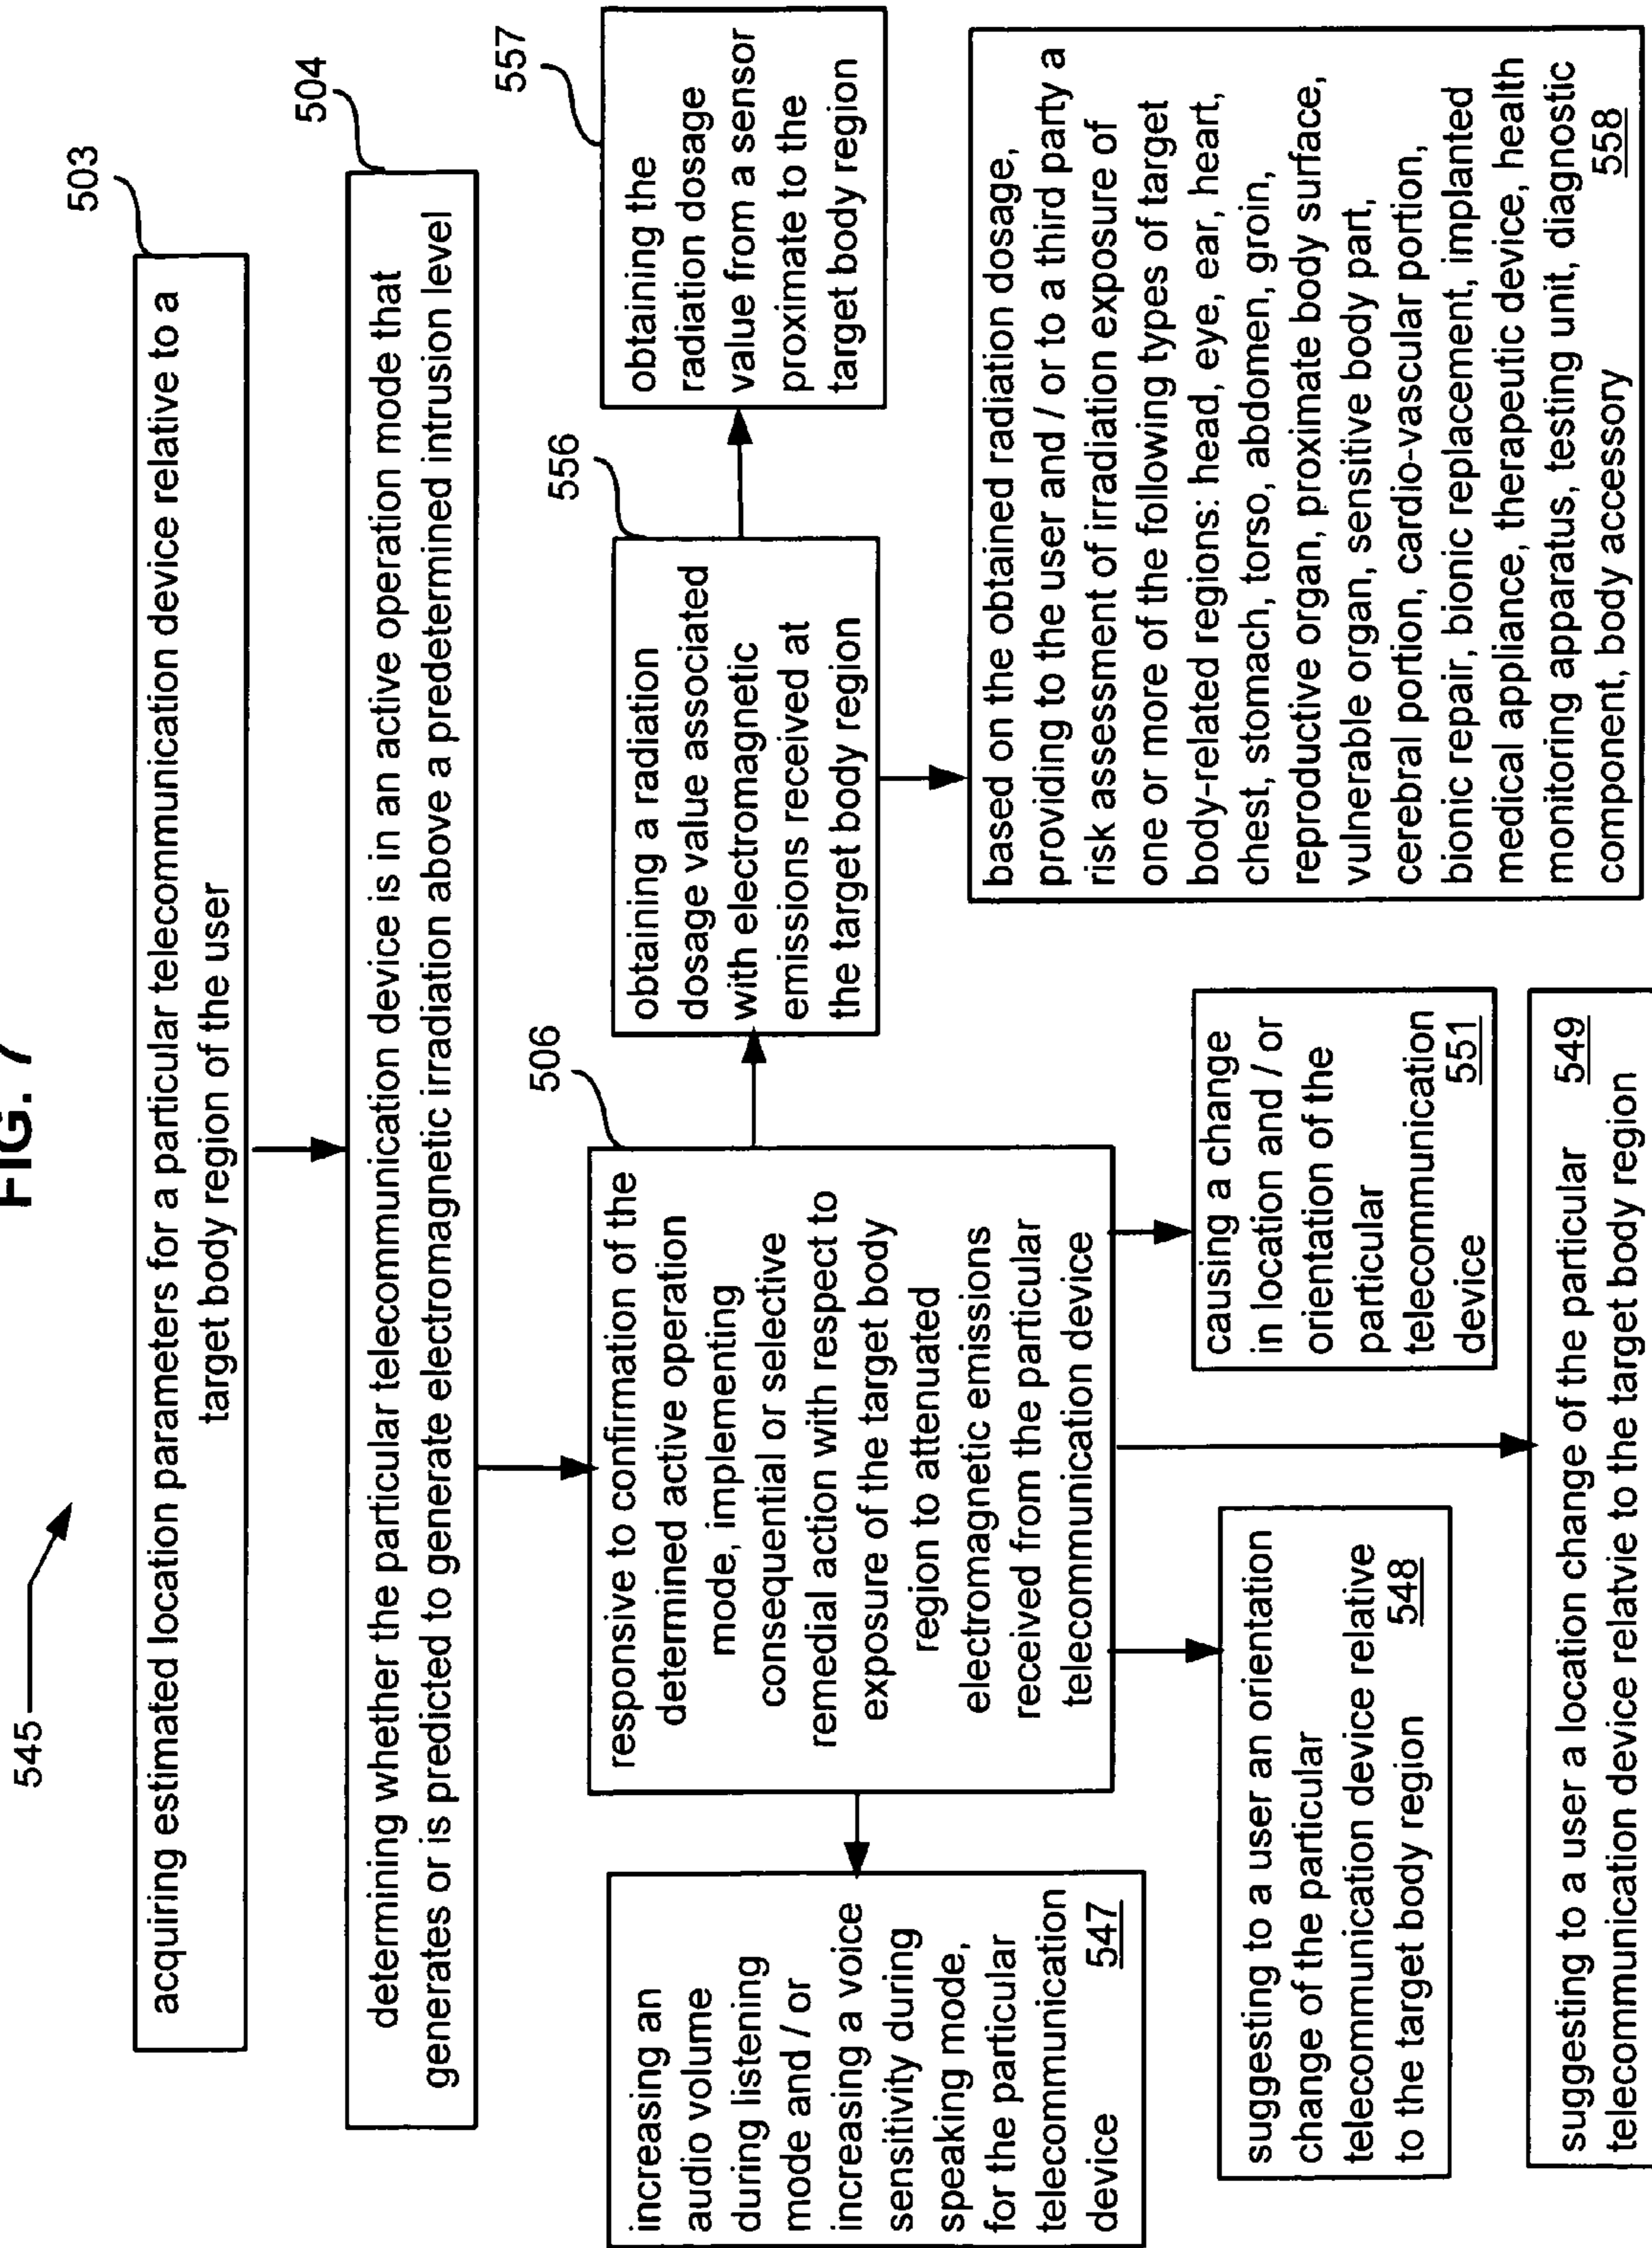 FIG. 7
545
503
acquiring estimated location parameters for a particular telecommunication device relative to a
target body region of the user
504
determining whether the particular telecommunication device is in an active operation mode that
generates or is predicted to generate electromagnetic irradiation above a predetermined intrusion level
506
responsive to confirmation of the
determined active operation
mode, implementing
consequential or selective
remedial action with respect to
exposure of the target body
region to attenuated
electromagnetic emissions
received from the particular
telecommunication device
556
obtaining a radiation
dosage value associated
with electromagnetic
emissions received at
the target body region
557
obtaining the
radiation dosage
value from a sensor
proximate to the
target body region
increasing an
audio volume
during listening
mode and / or
increasing a voice
sensitivity during
speaking mode,
for the particular
telecommunication
device 547
suggesting to a user an orientation
change of the particular
telecommunication device relative
to the target body region 548
causing a change
in location and / or
orientation of the
particular
telecommunication
device 551
suggesting to a user a location change of the particular 549
telecommunication device relatvie to the target body region
based on the obtained radiation dosage,
providing to the user and / or to a third party a
risk assessment of irradiation exposure of
one or more of the following types of target
body-related regions: head, eye, ear, heart,
chest, stomach, torso, abdomen, groin,
reproductive organ, proximate body surface,
vulnerable organ, sensitive body part,
cerebral portion, cardio-vascular portion,
bionic repair, bionic replacement, implanted
medical appliance, therapeutic device, health
monitoring apparatus, testing unit, diagnostic
component, body accessory 558